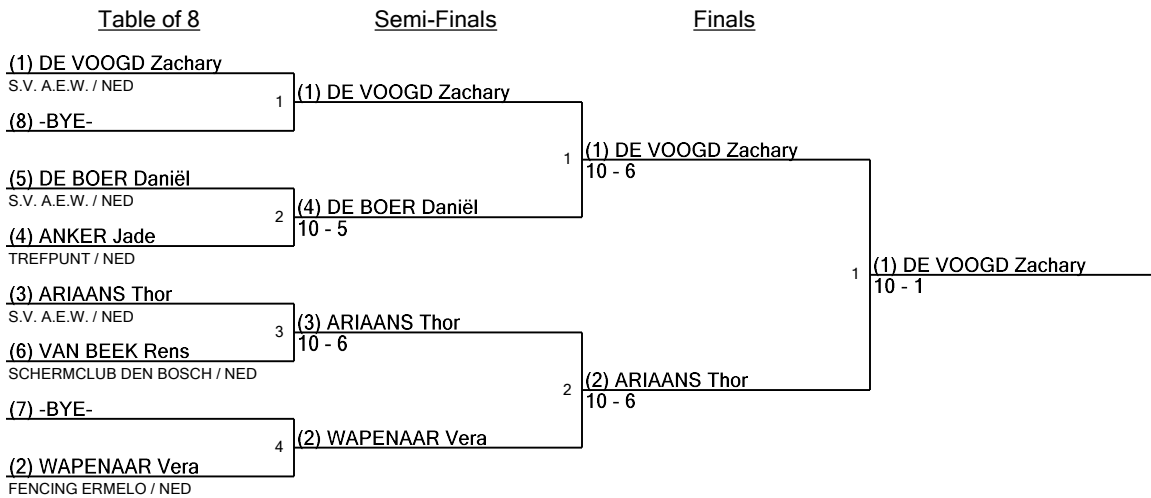 Table of 8
Semi-Finals
Finals
(1) DE VOOGD Zachary
S.V. A.E.W. / NED
(8) -BYE-
(5) DE BOER Daniël
S.V. A.E.W. / NED
(4) ANKER Jade
TREFPUNT / NED
(3) ARIAANS Thor
S.V. A.E.W. / NED
(6) VAN BEEK Rens
SCHERMCLUB DEN BOSCH / NED
(7) -BYE-
(2) WAPENAAR Vera
FENCING ERMELO / NED
1
(1) DE VOOGD Zachary
2
(4) DE BOER Daniël
10 - 5
3
(3) ARIAANS Thor
10 - 6
4
(2) WAPENAAR Vera
1
(1) DE VOOGD Zachary
10 - 6
2
(2) ARIAANS Thor
10 - 6
1
(1) DE VOOGD Zachary
10 - 1